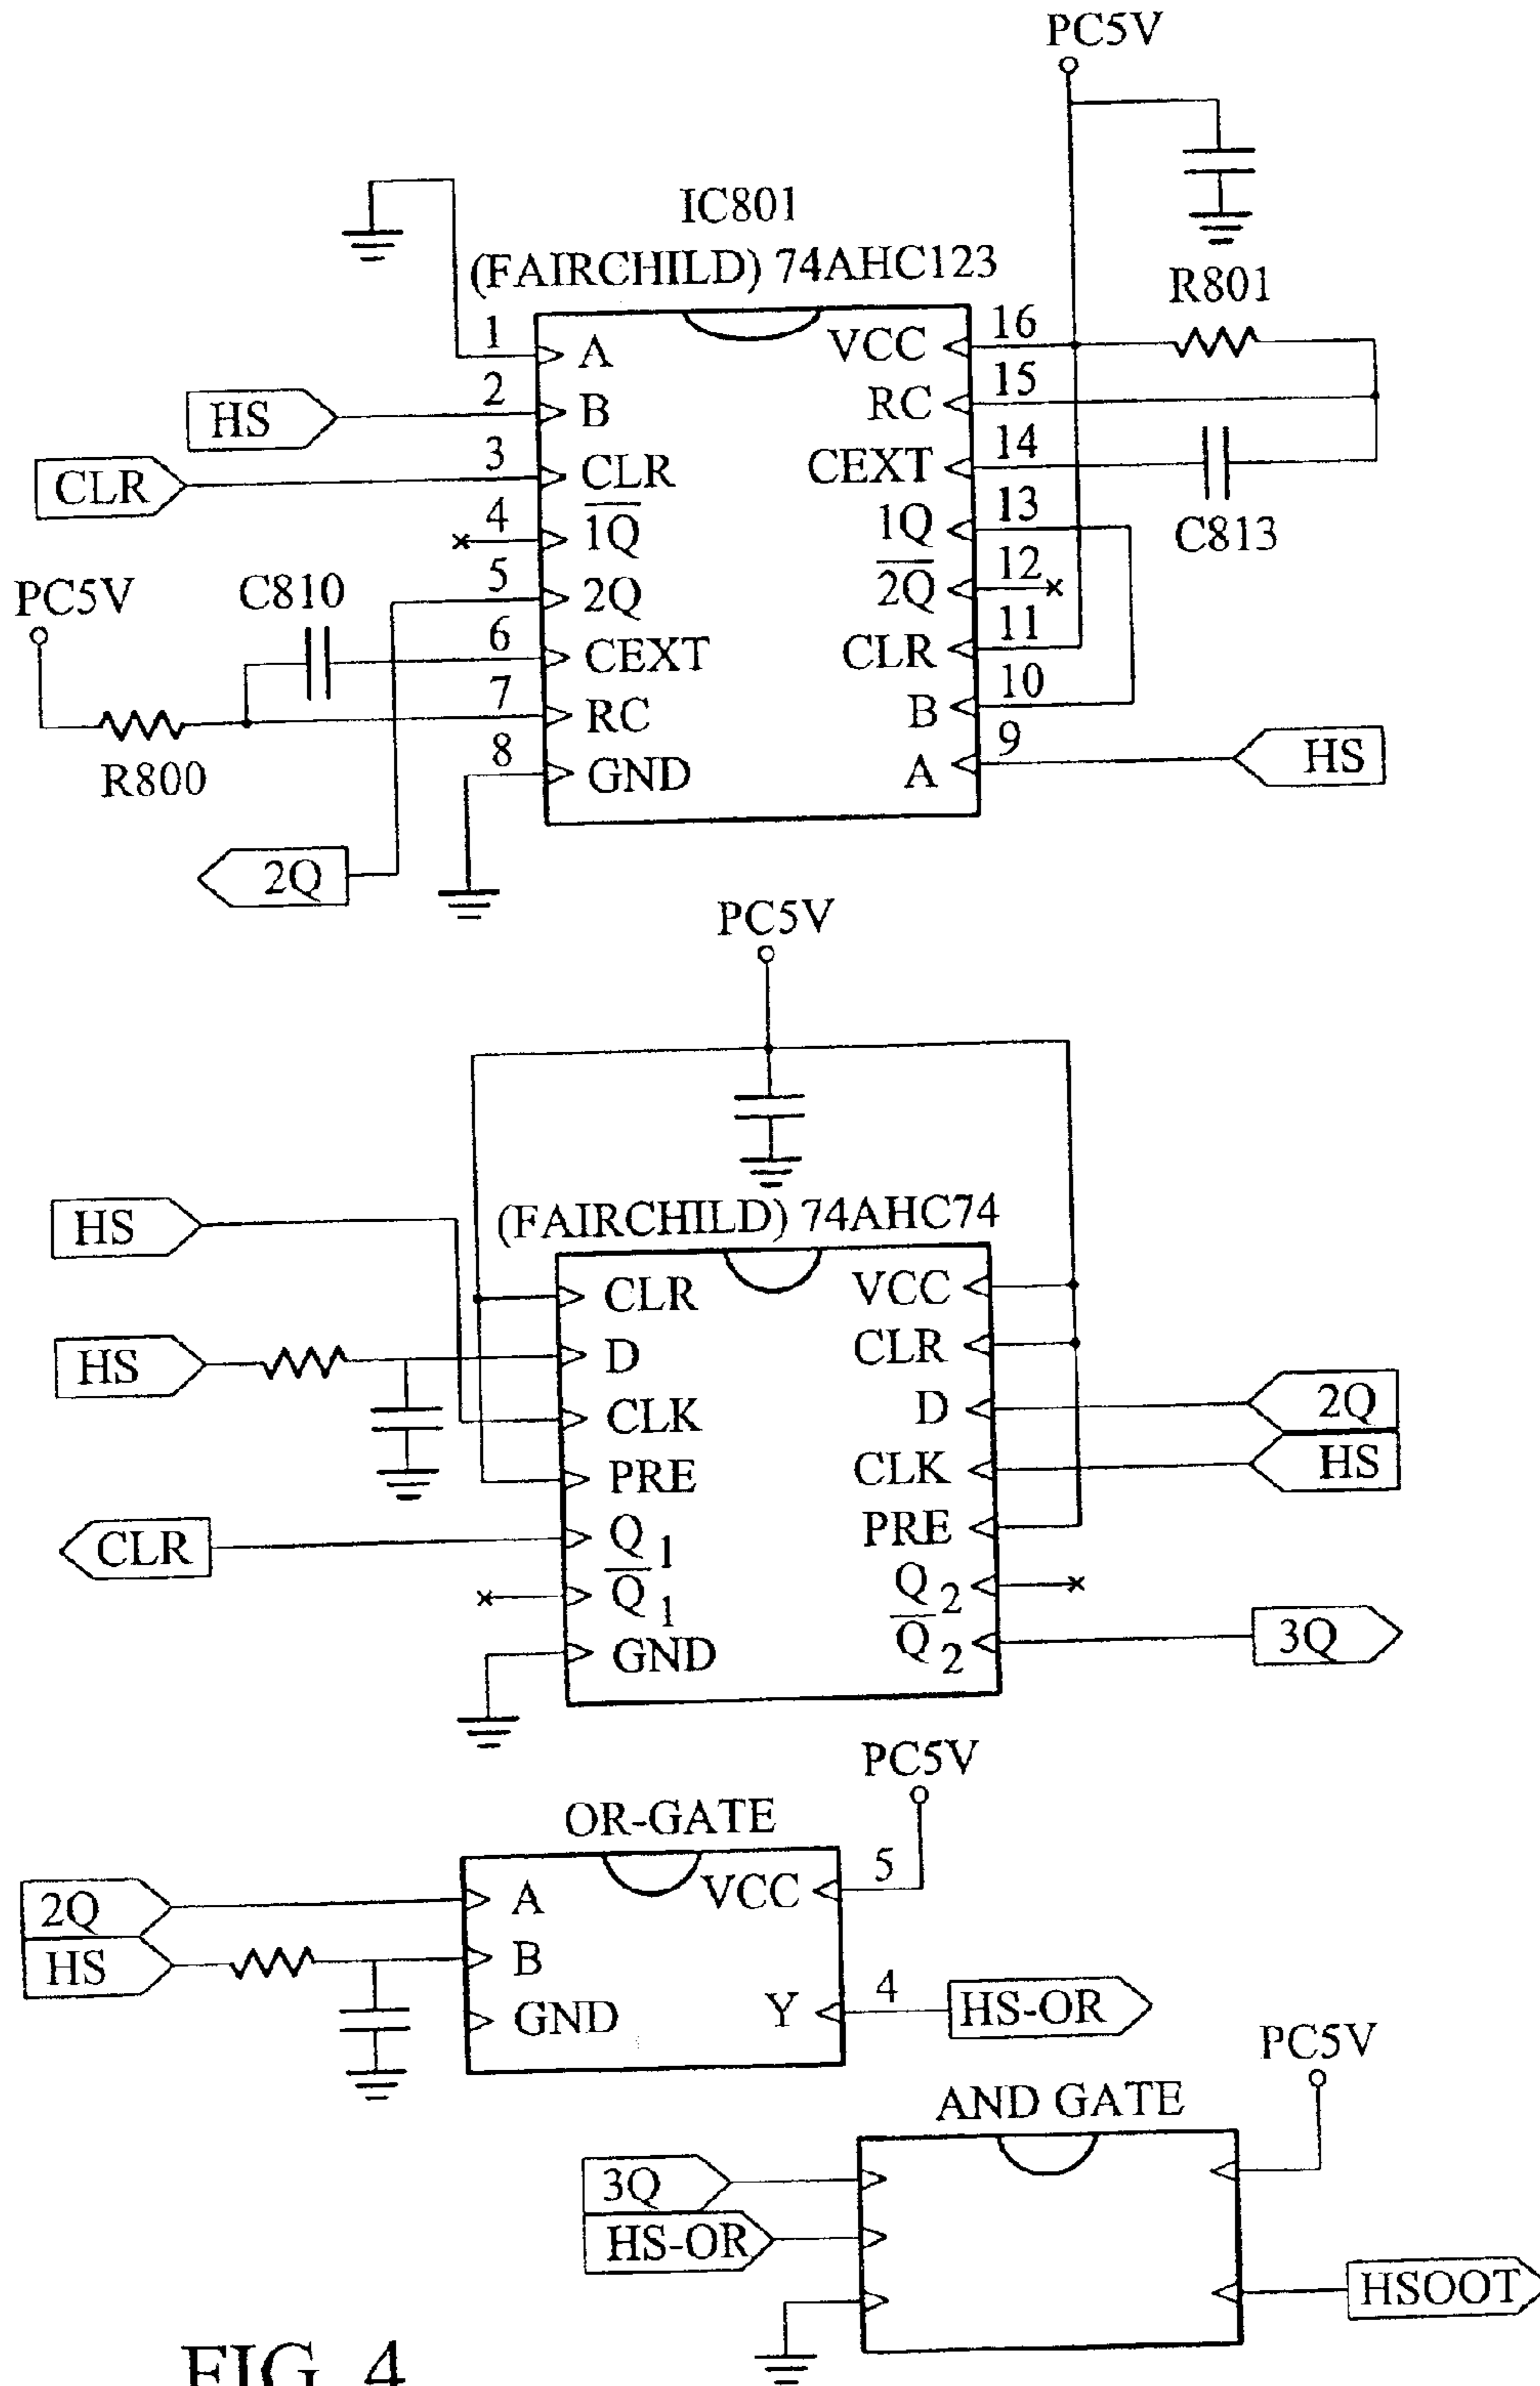 PC5V
IC801
(FAIRCHILD) 74AHC123
R801
1 A VCC 16
HS 2 B RC 15
CLR 3 CLR CEXT 14
C813
4 1Q 1Q 13
PC5V C810 5 2Q 2Q 12
6 CEXT CLR 11
R800 7 RC B 10
8 GND A 9 HS
2Q
PC5V
(FAIRCHILD) 74AHC74
HS
CLR VCC
HS D CLR
CLK D 2Q
PRE CLK HS
CLR Q1 PRE
Q1 Q2
GND Q2 3Q
PC5V
OR-GATE
2Q A VCC 5
HS B
GND Y 4 HS-OR
PC5V
AND GATE
3Q
HS-OR
HSOOT
FIG. 4